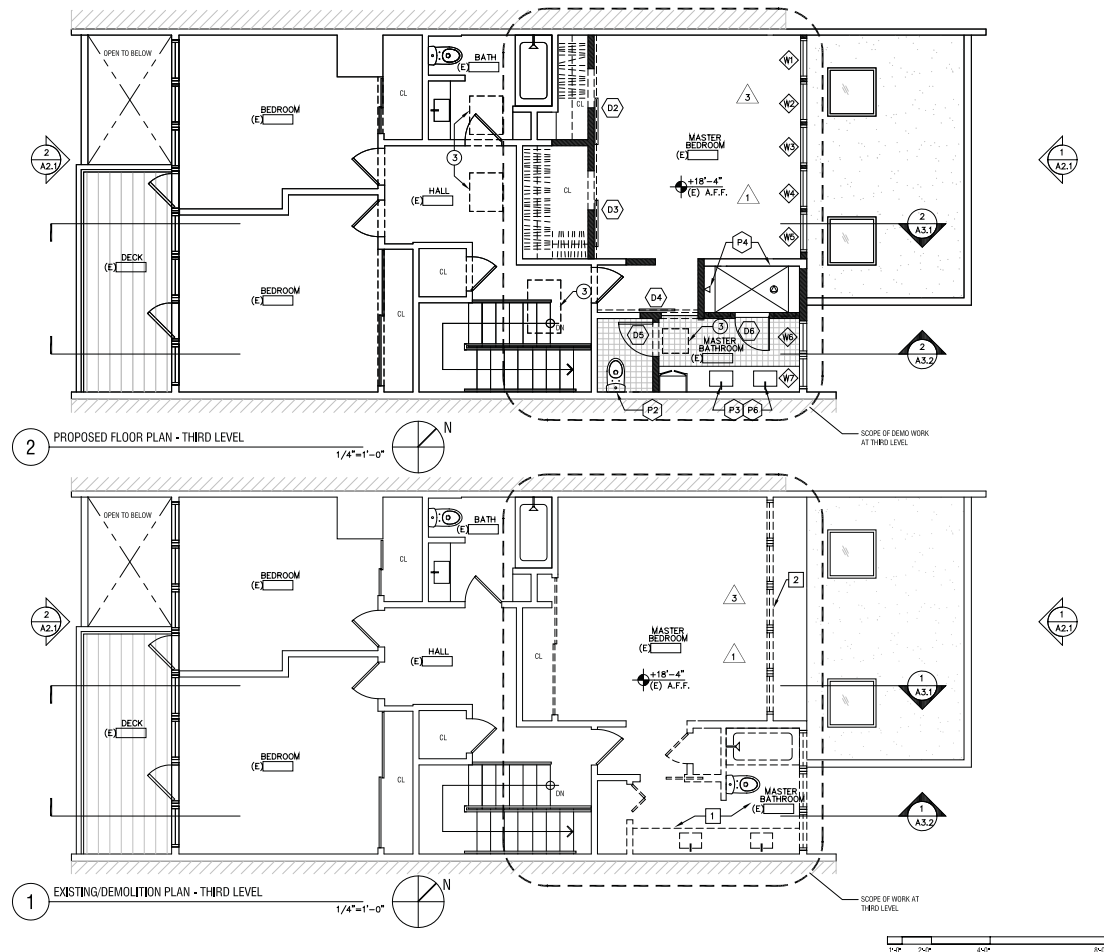 OPEN TO BELOW
(E) BATH
CL
CL
W1
(E) BEDROOM
D2
3
W2
MASTER
BEDROOM
(E)
2
A2.1
3
W3
1
A2.1
CL
+18'-4"
(E) A.F.F.
(E) HALL
1
W4
D3
2
A3.1
P4
W5
(E) DECK
CL
(E) BEDROOM
CL
3
D4
DN
D5
3
D6
W6
MASTER
BATHROOM
(E)
2
A3.2
W7
P2
P3
P6
SCOPE OF DEMO WORK
AT THIRD LEVEL
2
PROPOSED FLOOR PLAN - THIRD LEVEL
1/4"=1'-0"
N
OPEN TO BELOW
(E) BATH
CL
(E) BEDROOM
2
3
2
A2.1
1
A2.1
MASTER
BEDROOM
(E)
(E) HALL
CL
1
+18'-4"
(E) A.F.F.
1
A3.1
(E) DECK
CL
(E) BEDROOM
CL
DN
MASTER
BATHROOM
(E)
1
1
A3.2
1
EXISTING/DEMOLITION PLAN - THIRD LEVEL
1/4"=1'-0"
N
SCOPE OF WORK AT
THIRD LEVEL